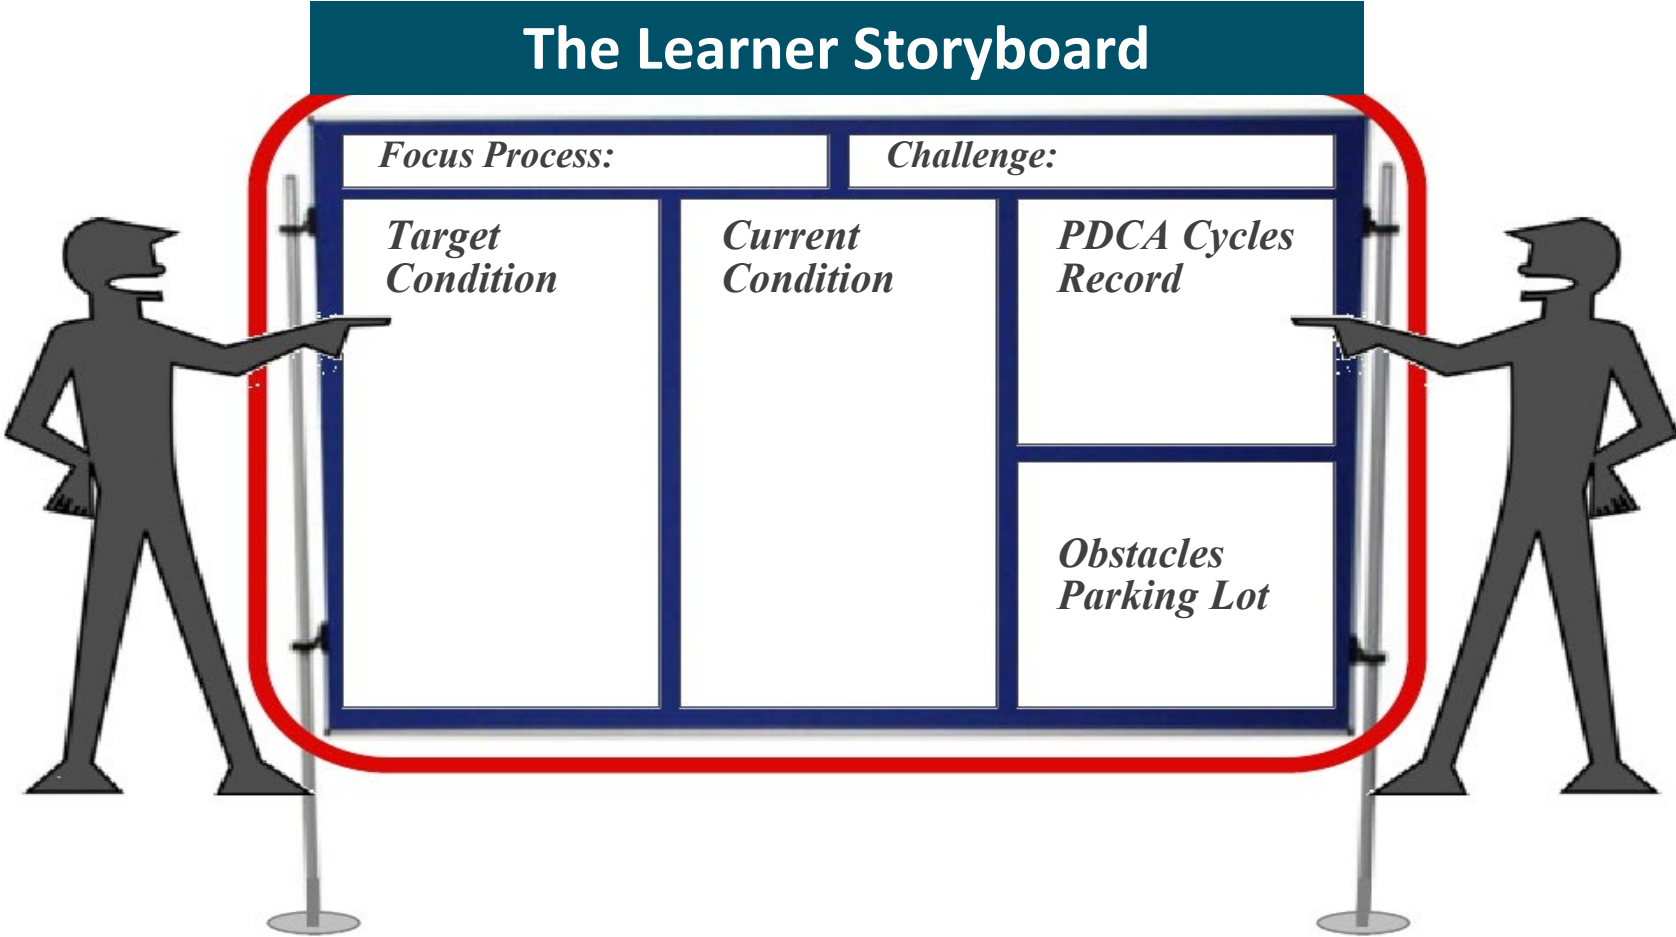 The Learner Storyboard
Focus Process:
Challenge:
Target
Condition
Current
Condition
PDCA Cycles
Record
Obstacles
Parking Lot